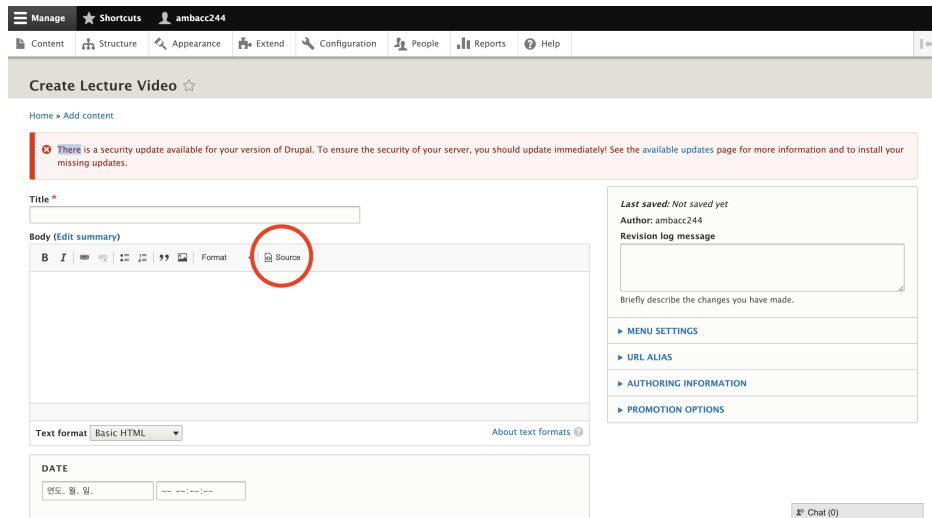 Manage Shortcuts ambacc244
Content Structure Appearance Extend Configuration People Reports Help
Create Lecture Video
Home » Add content
There is a security update available for your version of Drupal. To ensure the security of your server, you should update immediately! See the available updates page for more information and to install your
missing updates.
Title *
Body (Edit summary)
B I Format Source
Text format Basic HTML
About text formats
DATE
연도. 월. 일. -- --:--:--
Last saved: Not saved yet
Author: ambacc244
Revision log message
Briefly describe the changes you have made.
MENU SETTINGS
URL ALIAS
AUTHORING INFORMATION
PROMOTION OPTIONS
Chat (0)